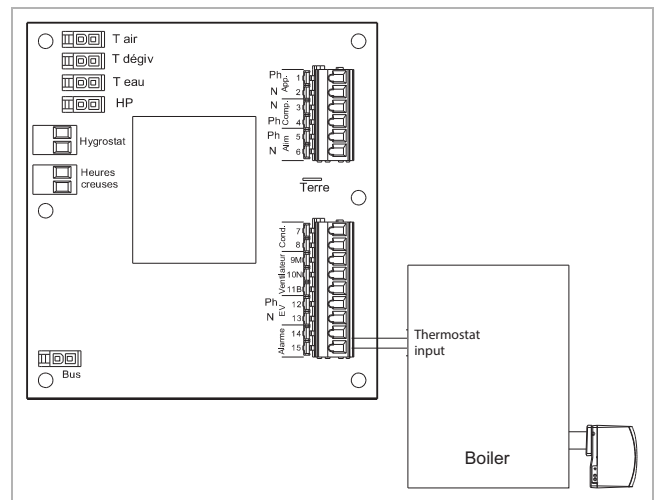 T air
T dégiv
T eau
HP
Hygrostat
Heures
creuses
Bus
App.
Ph 1
N 2
Comp.
N 3
Ph 4
Alim
Ph 5
N 6
Terre
Cond.
7
8
Ventilateur
9M
10N
11B
EV
Ph 12
N 13
Alarme
14
15
Thermostat
input
Boiler